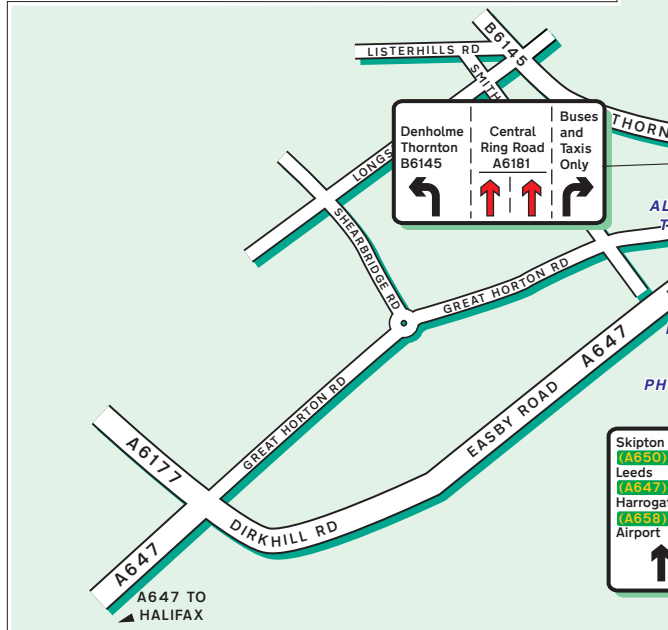 B6145
LISTERHILLS RD
SMITH
THORN
LONGS
Denholme
Thornton
B6145
Central
Ring Road
A6181
Buses
and
Taxis
Only
SHEARBRIDGE RD
AL
T
GREAT HORTON RD
A647
PH
EASBY ROAD
GREAT HORTON RD
A6177
DIRKHILL RD
A647
A647 TO
HALIFAX
Skipton
(A650)
Leeds
(A647)
Harrogat
(A658)
Airport